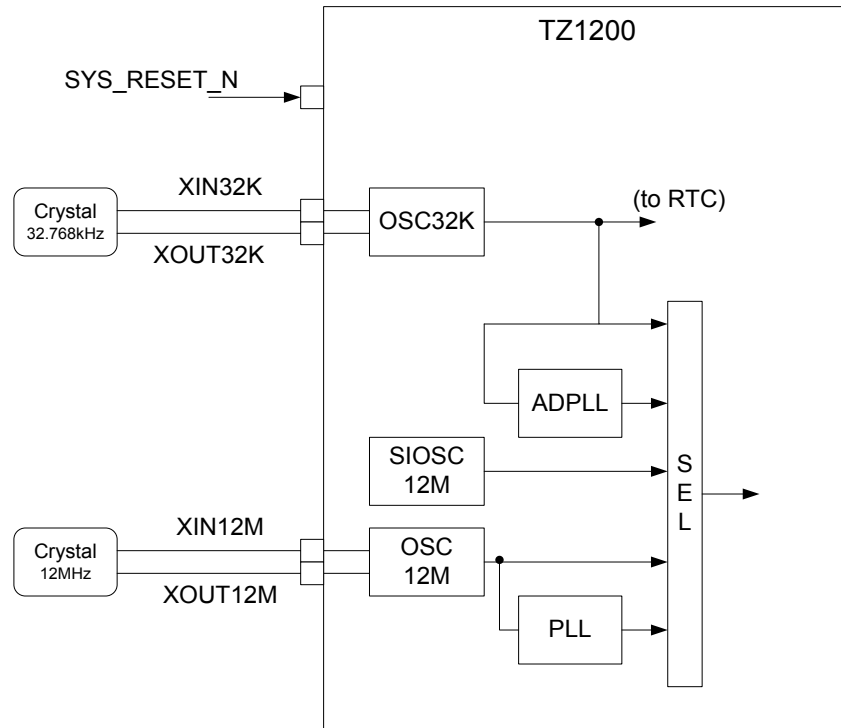 TZ1200
SYS_RESET_N
XIN32K
Crystal
32.768kHz
XOUT32K
OSC32K
(to RTC)
ADPLL
SIOSC
12M
S
E
L
XIN12M
Crystal
12MHz
XOUT12M
OSC
12M
PLL